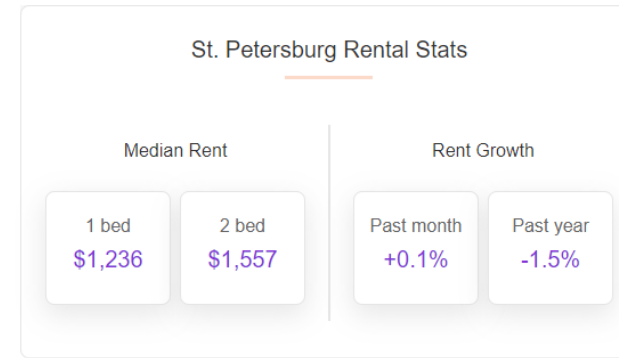 St. Petersburg Rental Stats
Median Rent
1 bed
$1,236
2 bed
$1,557
Rent Growth
Past month
+0.1%
Past year
-1.5%